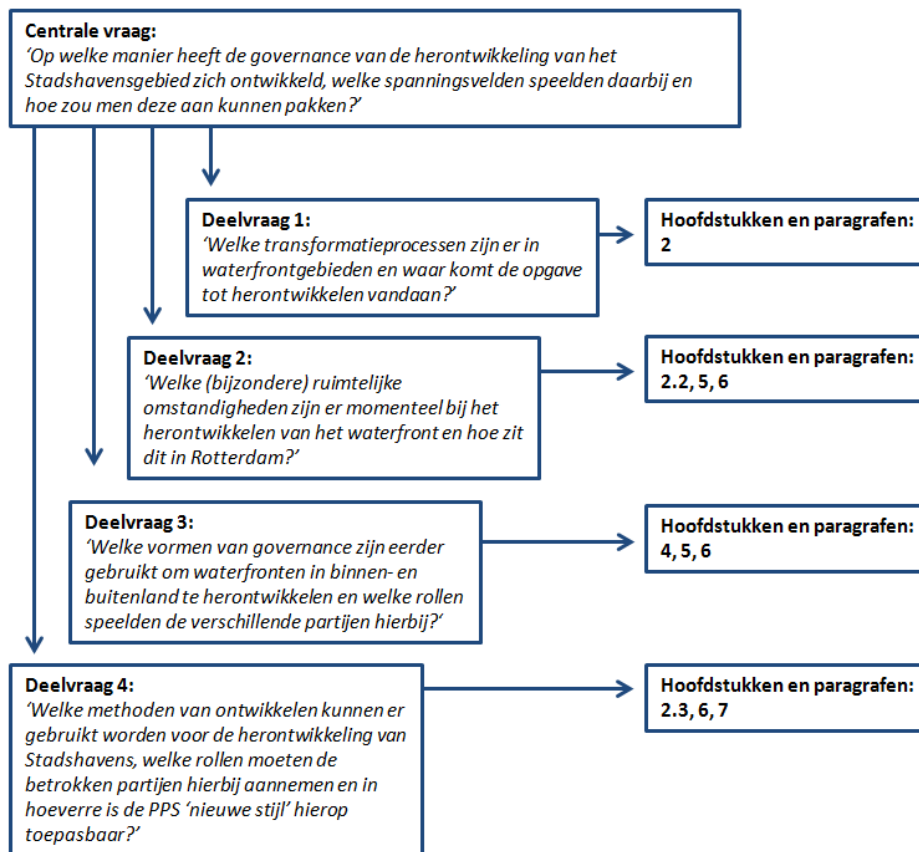 Centrale vraag:
‘Op welke manier heeft de governance van de herontwikkeling van het
Stadshavensgebied zich ontwikkeld, welke spanningsvelden speelden daarbij en
hoe zou men deze aan kunnen pakken?’
Deelvraag 1:
‘Welke transformatieprocessen zijn er in
waterfrontgebieden en waar komt de opgave
tot herontwikkelen vandaan?’
Hoofdstukken en paragrafen:
2
Deelvraag 2:
‘Welke (bijzondere) ruimtelijke
omstandigheden zijn er momenteel bij het
herontwikkelen van het waterfront en hoe zit
dit in Rotterdam?’
Hoofdstukken en paragrafen:
2.2, 5, 6
Deelvraag 3:
‘Welke vormen van governance zijn eerder
gebruikt om waterfronten in binnen- en
buitenland te herontwikkelen en welke rollen
speelden de verschillende partijen hierbij?‘
Hoofdstukken en paragrafen:
4, 5, 6
Deelvraag 4:
‘Welke methoden van ontwikkelen kunnen er
gebruikt worden voor de herontwikkeling van
Stadshavens, welke rollen moeten de
betrokken partijen hierbij aannemen en in
hoeverre is de PPS ‘nieuwe stijl’ hierop
toepasbaar?’
Hoofdstukken en paragrafen:
2.3, 6, 7